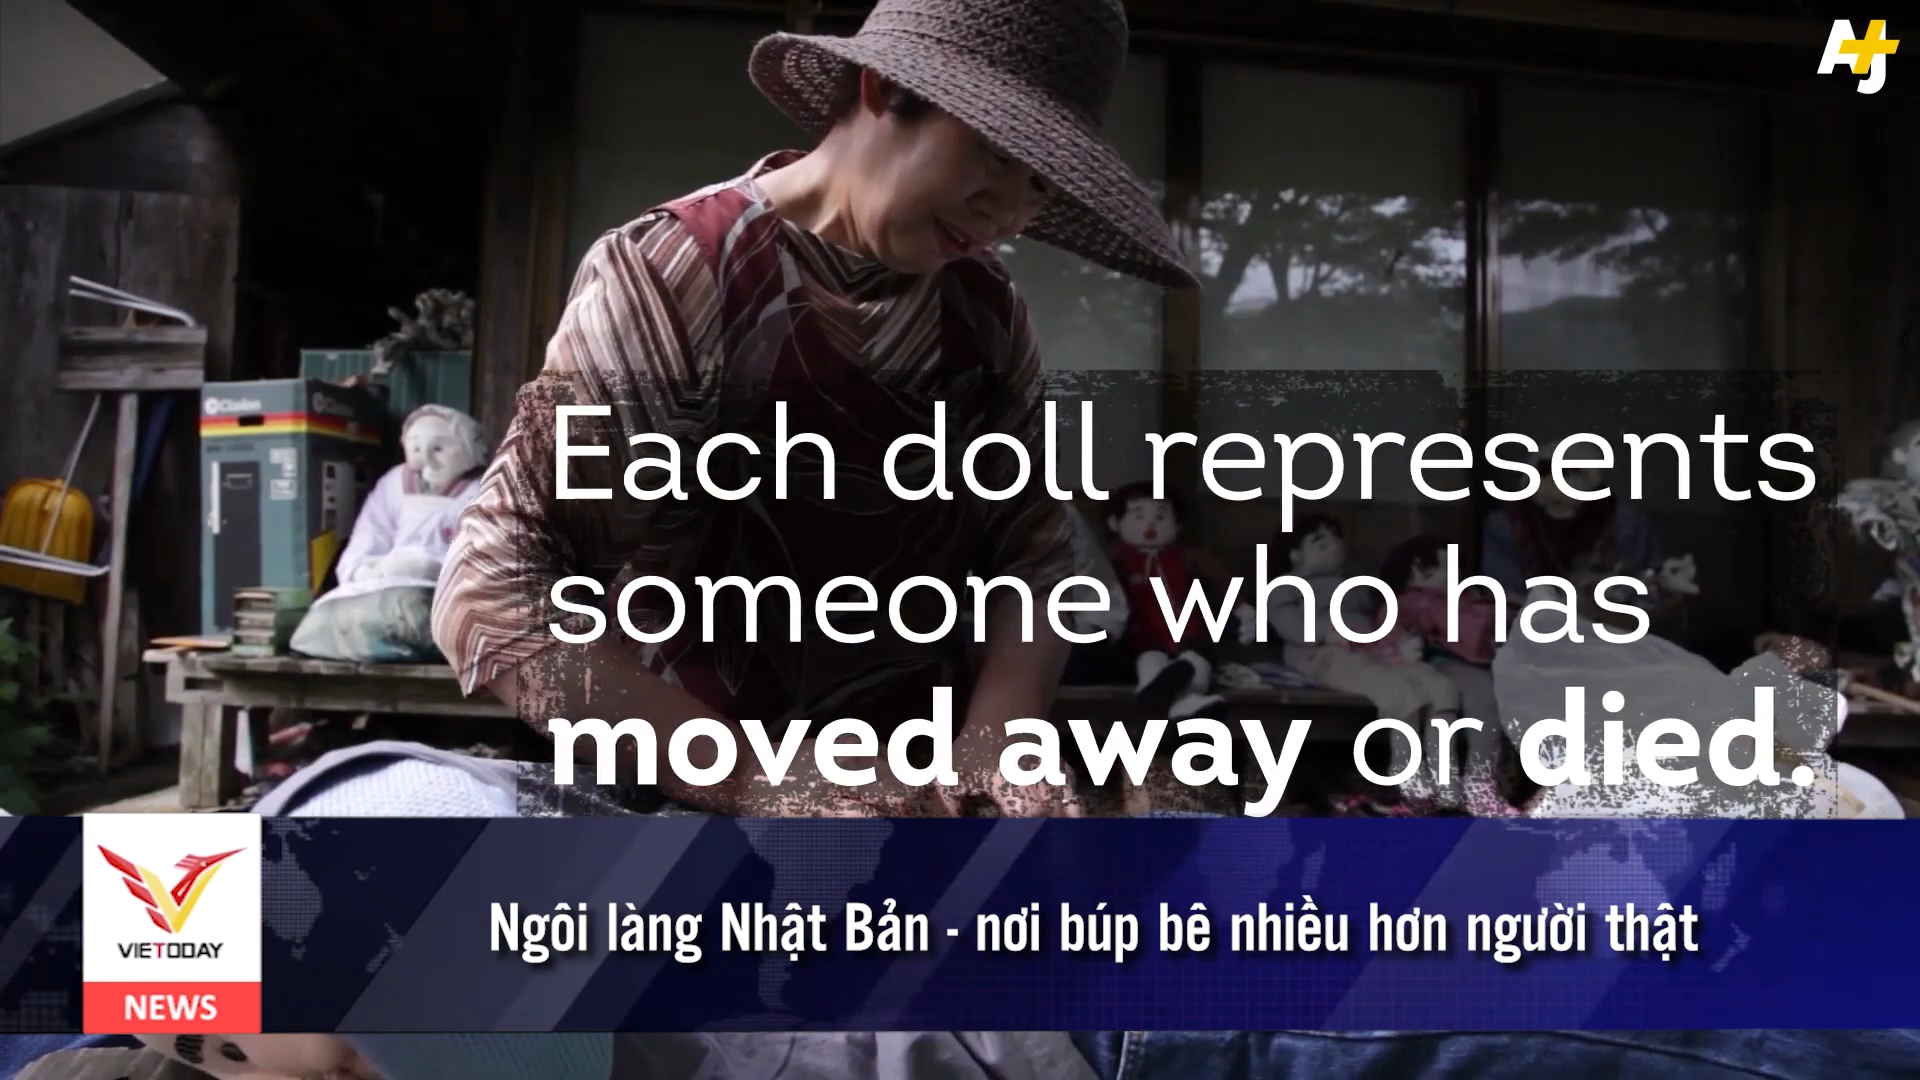 AJ+
Each doll represents
someone who has
moved away or died.
Ngôi làng Nhật Bản - nơi búp bê nhiều hơn người thật
VIETODAY
NEWS